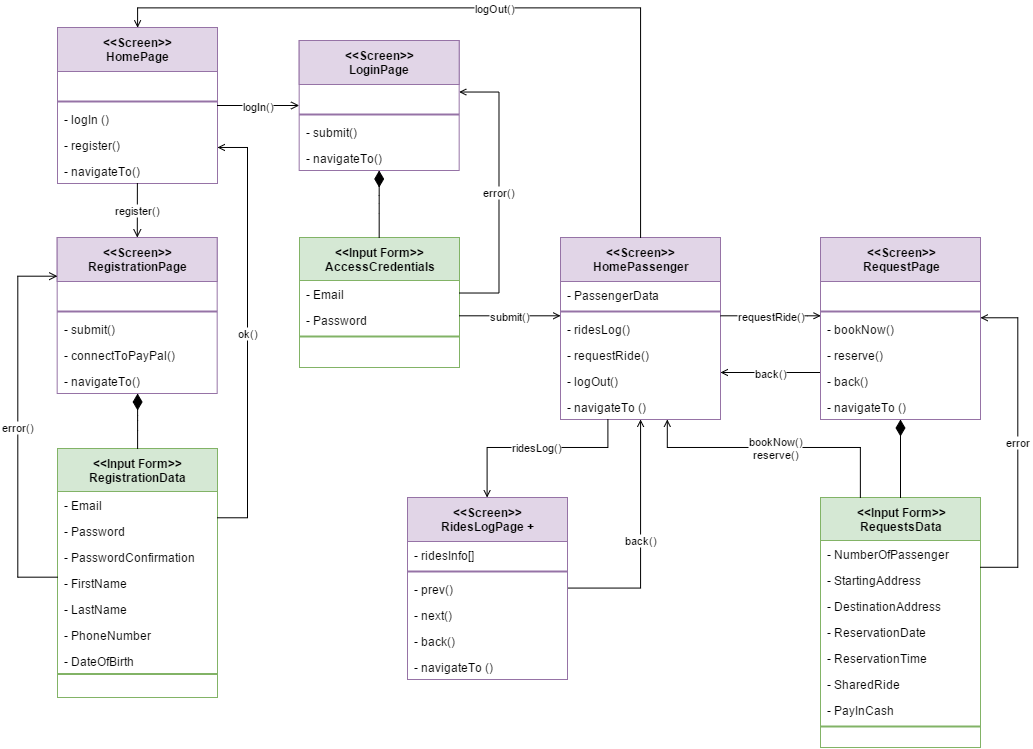 logOut()
<<Screen>>
HomePage
- logIn ()
- register()
- navigateTo()
logIn()
<<Screen>>
LoginPage
- submit()
- navigateTo()
error()
register()
<<Screen>>
RegistrationPage
- submit()
- connectToPayPal()
- navigateTo()
ok()
error()
<<Input Form>>
AccessCredentials
- Email
- Password
submit()
<<Screen>>
HomePassenger
- PassengerData
- ridesLog()
- requestRide()
- logOut()
- navigateTo ()
requestRide()
back()
<<Screen>>
RequestPage
- bookNow()
- reserve()
- back()
- navigateTo ()
error
<<Input Form>>
RegistrationData
- Email
- Password
- PasswordConfirmation
- FirstName
- LastName
- PhoneNumber
- DateOfBirth
ridesLog()
<<Screen>>
RidesLogPage +
- ridesInfo[]
- prev()
- next()
- back()
- navigateTo ()
back()
bookNow()
reserve()
<<Input Form>>
RequestsData
- NumberOfPassenger
- StartingAddress
- DestinationAddress
- ReservationDate
- ReservationTime
- SharedRide
- PayInCash